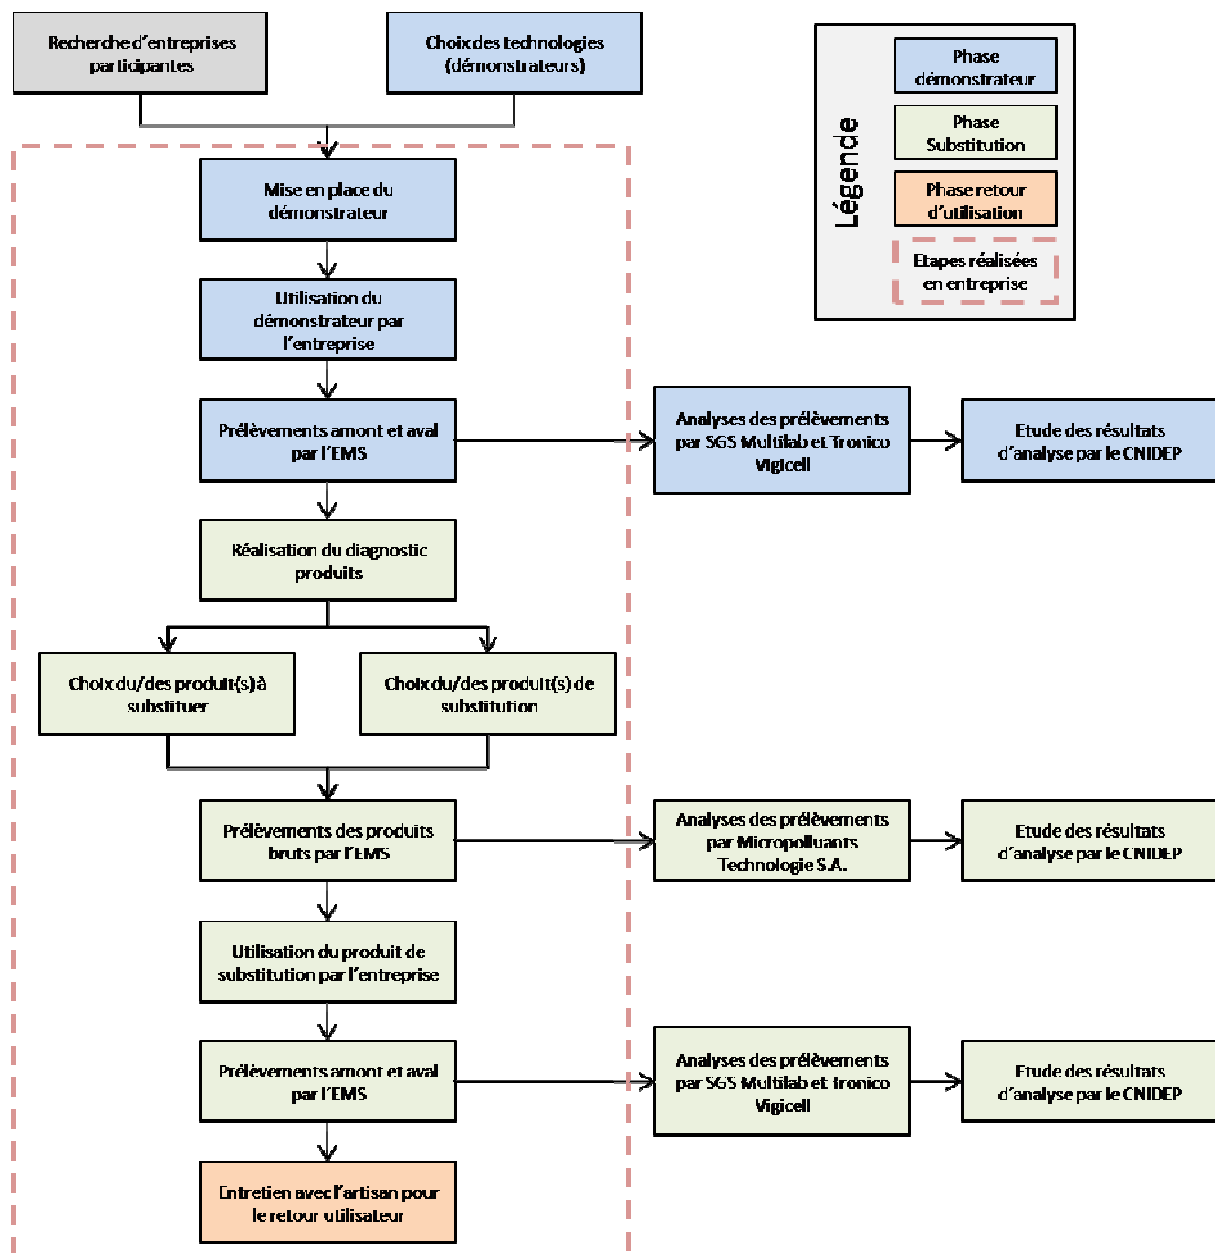 Recherche d'entreprises
participantes
Choix des technologies
(démonstrateurs)
Légende
Phase
démonstrateur
Phase
Substitution
Phase retour
d'utilisation
Etapes réalisées
en entreprise
Mise en place du
démonstrateur
Utilisation du
démonstrateur par
l'entreprise
Prélèvements amont et aval
par l'EMS
Analyses des prélèvements
par SGS Multilab et Tronico
Vigicell
Etude des résultats
d'analyse par le CNIDEP
Réalisation du diagnostic
produits
Choix du/des produit(s) à
substituer
Choix du/des produit(s) de
substitution
Prélèvements des produits
bruts par l'EMS
Analyses des prélèvements
par Micropolluants
Technologie S.A.
Etude des résultats
d'analyse par le CNIDEP
Utilisation du produit de
substitution par l'entreprise
Prélèvements amont et aval
par l'EMS
Analyses des prélèvements
par SGS Multilab et Tronico
Vigicell
Etude des résultats
d'analyse par le CNIDEP
Entretien avec l'artisan pour
le retour utilisateur